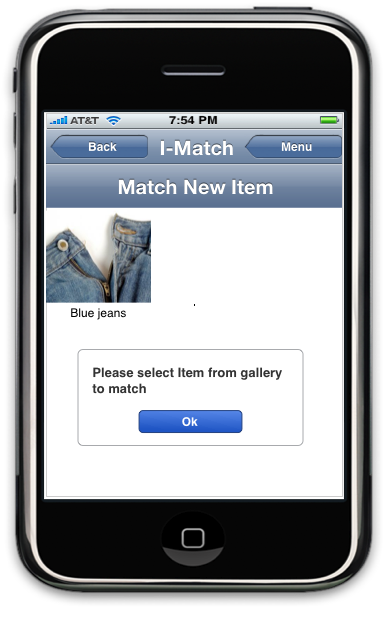 AT&T 7:54 PM
Back I-Match Menu
Match New Item
Blue jeans
Please select Item from gallery
to match
Ok